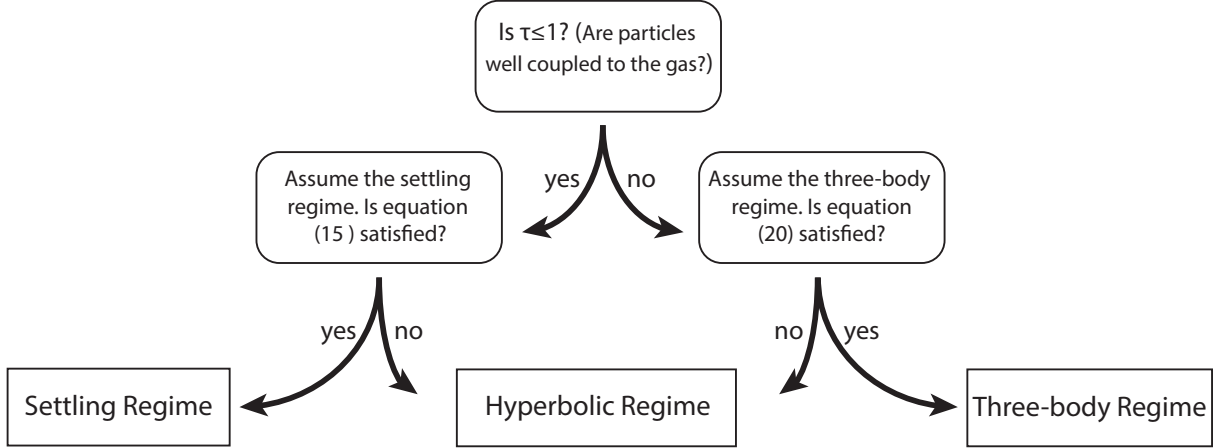 Is τ≤1? (Are particles
well coupled to the gas?)
yes
no
Assume the settling
regime. Is equation
(15 ) satisfied?
Assume the three-body
regime. Is equation
(20) satisfied?
yes
no
no
yes
Settling Regime
Hyperbolic Regime
Three-body Regime